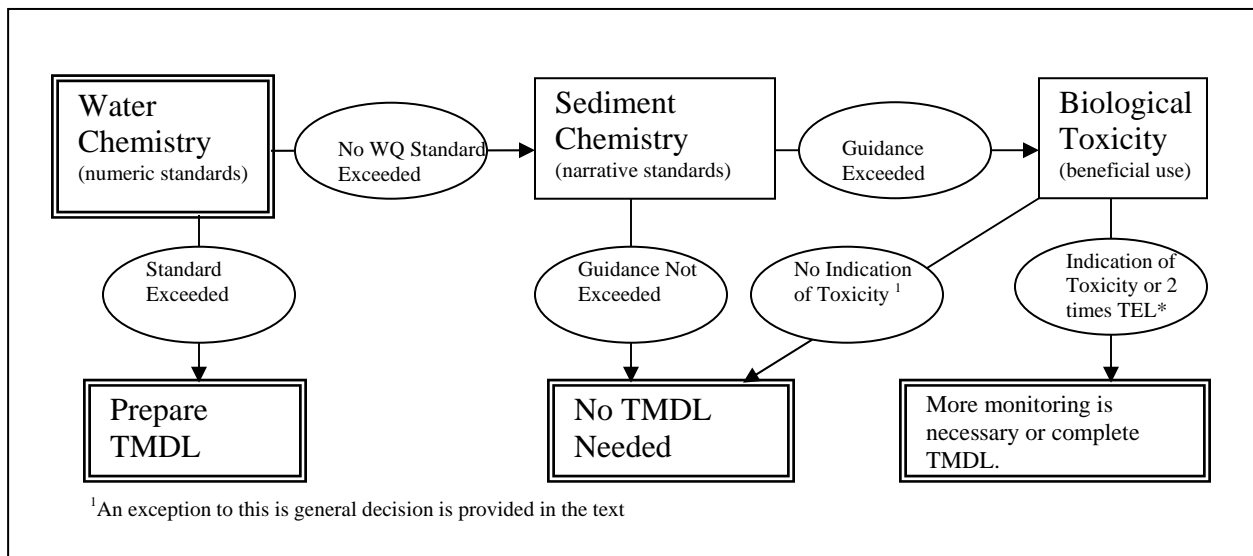 Water
Chemistry
(numeric standards)
No WQ Standard
Exceeded
Sediment
Chemistry
(narrative standards)
Guidance
Exceeded
Biological
Toxicity
(beneficial use)
Standard
Exceeded
Guidance Not
Exceeded
No Indication
of Toxicity ¹
Indication of
Toxicity or 2
times TEL*
Prepare
TMDL
No TMDL
Needed
More monitoring is
necessary or complete
TMDL.
¹An exception to this is general decision is provided in the text